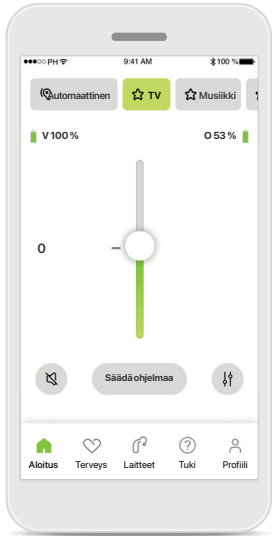 PH 9:41 AM 100 %
Automaattinen TV Musiikki
V 100 % O 53 %
0
Säädä ohjelmaa
Aloitus Terveys Laitteet Tuki Profiili